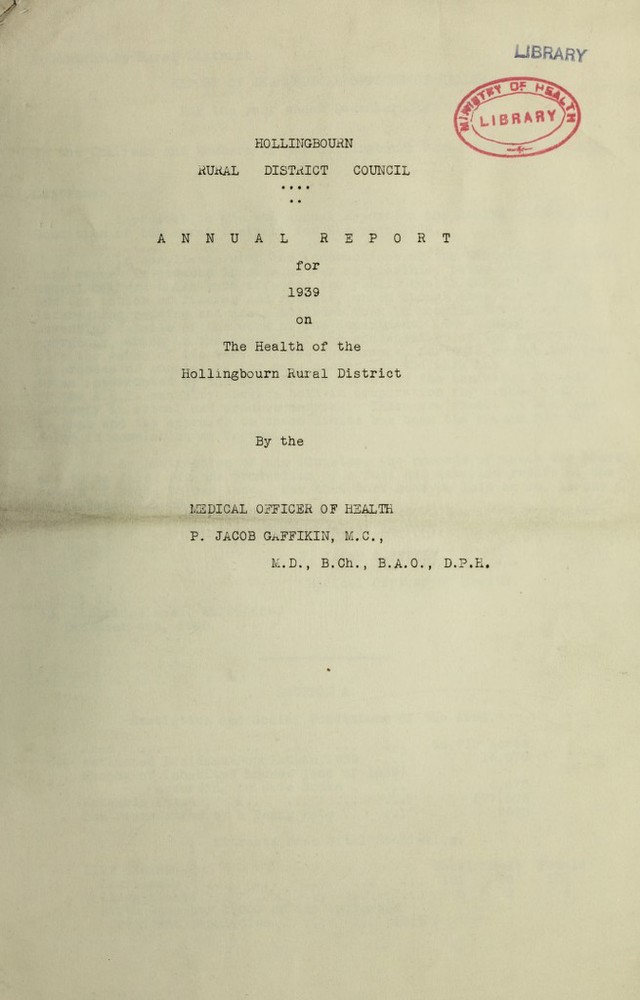 LIBRARY
MINISTRY OF HEALTH
LIBRARY
HOLLINGBOURN
RURAL DISTRICT COUNCIL
....
..
A N N U A L R E P O R T
for
1939
on
The Health of the
Hollingbourn Rural District
By the
MEDICAL OFFICER OF HEALTH
P. JACOB GAFFIKIN, M.C.,
M.D., B.Ch., B.A.O., D.P.H.